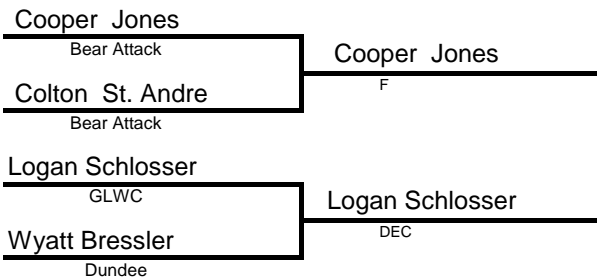 Cooper Jones
Bear Attack
Cooper Jones
F
Colton St. Andre
Bear Attack
Logan Schlosser
GLWC
Logan Schlosser
DEC
Wyatt Bressler
Dundee